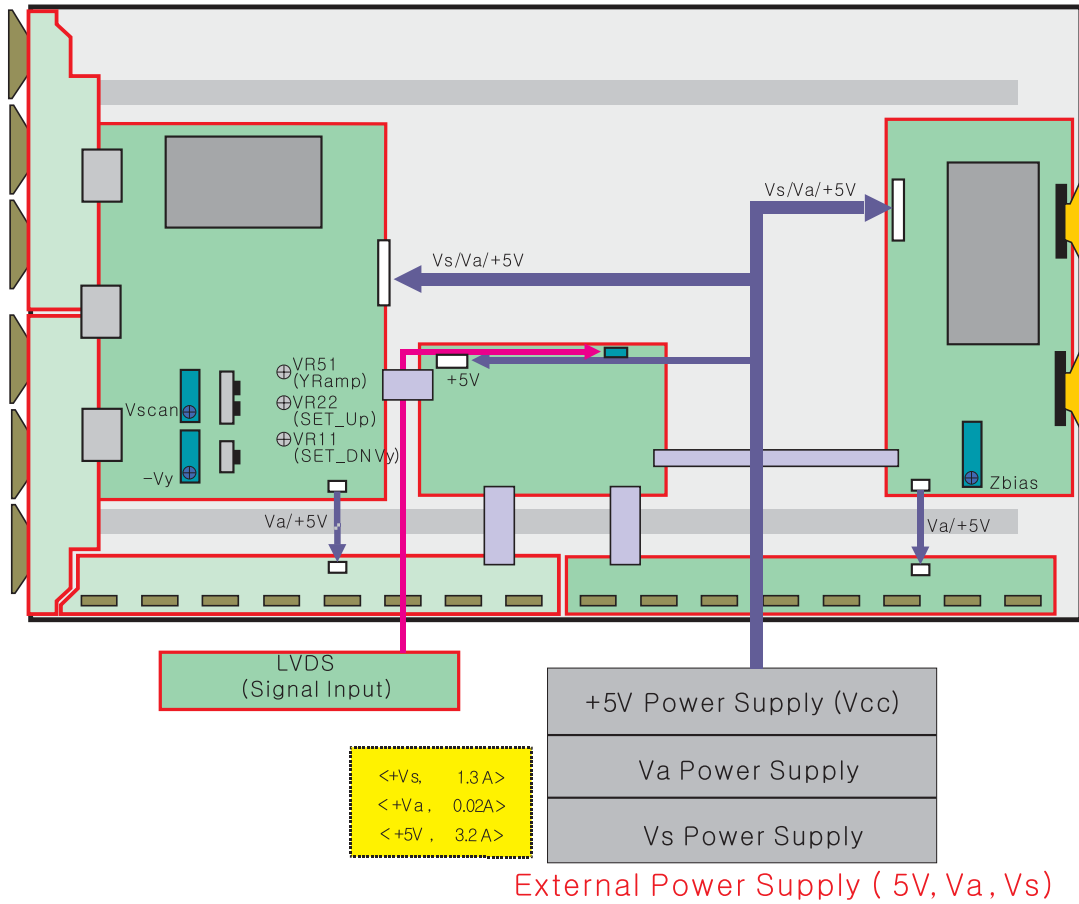 Vs/Va/+5V
Vs/Va/+5V
VR51
(YRamp)
+5V
VR22
(SET_Up)
Vscan
VR11
(SET_DNVy)
-Vy
Zbias
Va/+5V
Va/+5V
LVDS
(Signal Input)
+5V Power Supply (Vcc)
Va Power Supply
Vs Power Supply
<+Vs, 1.3 A>
<+Va, 0.02A>
<+5V, 3.2 A>
External Power Supply ( 5V, Va, Vs)